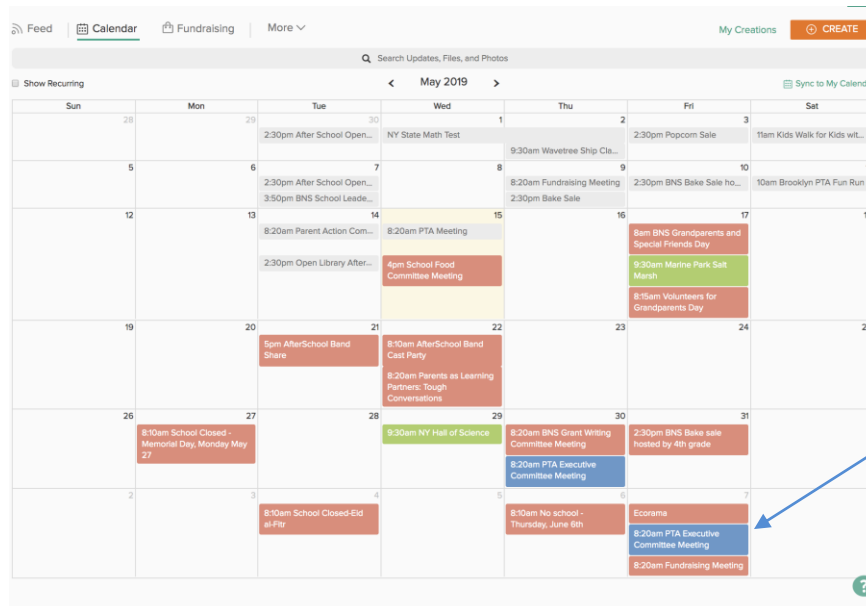 Feed
Calendar
Fundraising
More
My Creations
CREATE
Search Updates, Files, and Photos
Show Recurring
< May 2019 >
Sync to My Calend
Sun Mon Tue Wed Thu Fri Sat
28 29 30 1 2 3
2:30pm After School Open...
NY State Math Test
9:30am Wavetree Ship Cla...
2:30pm Popcorn Sale
11am Kids Walk for Kids wit...
5 6 7 8 9 10
2:30pm After School Open...
3:50pm BNS School Leade...
8:20am Fundraising Meeting
2:30pm Bake Sale
2:30pm BNS Bake Sale ho...
10am Brooklyn PTA Fun Run
12 13 14 15 16 17 1
8:20am Parent Action Com...
2:30pm Open Library After...
8:20am PTA Meeting
4pm School Food
Committee Meeting
8am BNS Grandparents and
Special Friends Day
9:30am Marine Park Salt
Marsh
8:15am Volunteers for
Grandparents Day
19 20 21 22 23 24 2
5pm AfterSchool Band
Share
8:10am AfterSchool Band
Cast Party
8:20am Parents as Learning
Partners: Tough
Conversations
26 27 28 29 30 31
8:10am School Closed -
Memorial Day, Monday May
27
9:30am NY Hall of Science
8:20am BNS Grant Writing
Committee Meeting
8:20am PTA Executive
Committee Meeting
2:30pm BNS Bake sale
hosted by 4th grade
2 3 4 5 6 7
8:10am School Closed-Eid
al-Fitr
8:10am No school -
Thursday, June 6th
Ecorama
8:20am PTA Executive
Committee Meeting
8:20am Fundraising Meeting
?